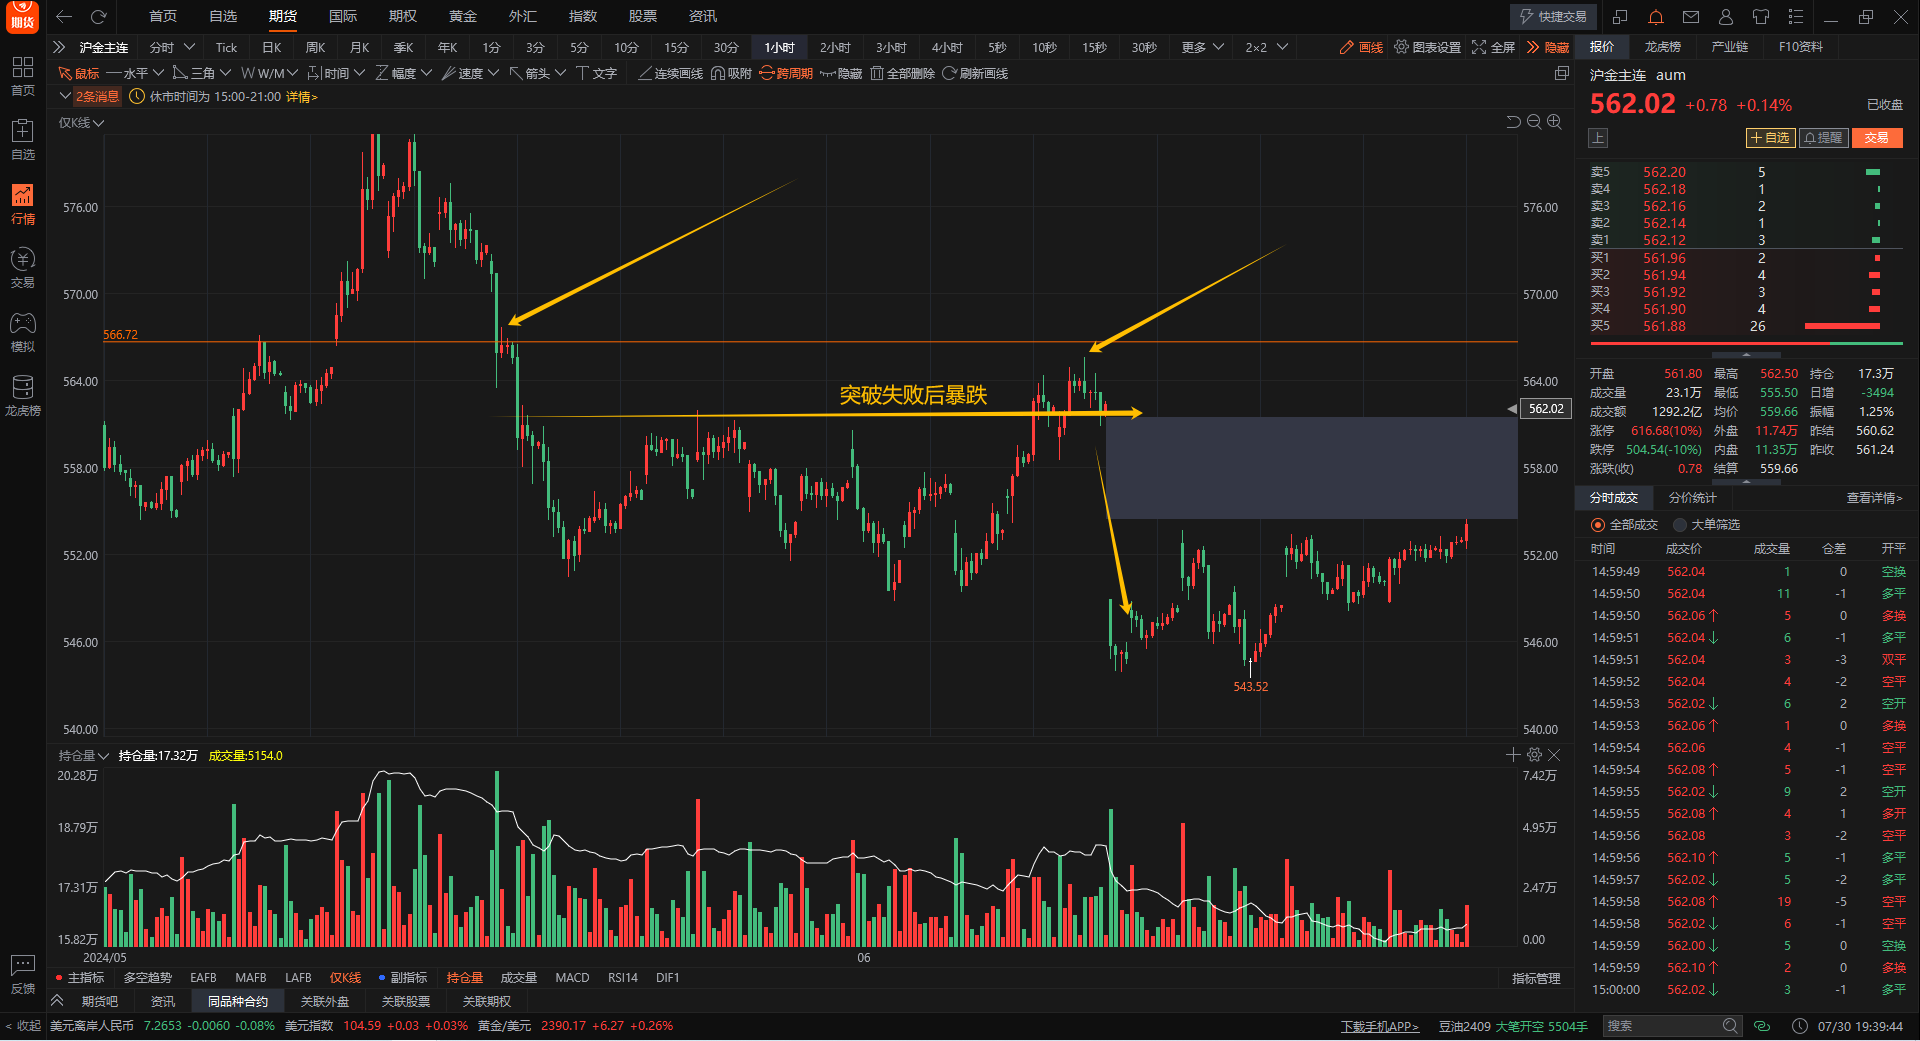 期货
首页 自选 期货 国际 期权 黄金 外汇 指数 股票 资讯 快捷交易
沪金主连 分时 Tick 日K 周K 月K 季K 年K 1分 3分 5分 10分 15分 30分 1小时 2小时 3小时 4小时 5秒 10秒 15秒 30秒 更多 2×2 画线 图表设置 全屏 隐藏
鼠标 水平 三角 W/M 时间 幅度 速度 箭头 文字 连续画线 吸附 跨周期 隐藏 全部删除 刷新画线
2条消息 休市时间为 15:00-21:00 详情>
仅K线
首页
自选
行情
交易
模拟
龙虎榜
反馈
< 收起
576.00 576.00
570.00 570.00
566.72
564.00 564.00
突破失败后暴跌
562.02
558.00 558.00
552.00 552.00
546.00 546.00
543.52
540.00 540.00
持仓量 持仓量:17.32万 成交量:5154.0
20.28万 7.42万
18.79万 4.95万
17.31万 2.47万
15.82万 0.00
2024/05 06
主指标 多空趋势 EAFB MAFB LAFB 仅K线 副指标 持仓量 成交量 MACD RSI14 DIF1 指标管理
期货吧 资讯 同品种合约 关联外盘 关联股票 关联期权
报价 龙虎榜 产业链 F10资料
沪金主连 aum
562.02 +0.78 +0.14% 已收盘
上 +自选 提醒 交易
卖5 562.20 5
卖4 562.18 1
卖3 562.16 2
卖2 562.14 1
卖1 562.12 3
买1 561.96 2
买2 561.94 4
买3 561.92 3
买4 561.90 4
买5 561.88 26
开盘 561.80 最高 562.50 持仓 17.3万
成交量 23.1万 最低 555.50 日增 -3494
成交额 1292.2亿 均价 559.66 振幅 1.25%
涨停 616.68(10%) 外盘 11.74万 昨结 560.62
跌停 504.54(-10%) 内盘 11.35万 昨收 561.24
涨跌(收) 0.78 结算 559.66
分时成交 分价统计 查看详情>
全部成交 大单筛选
时间 成交价 成交量 仓差 开平
14:59:49 562.04 1 0 空换
14:59:50 562.04 11 -1 多平
14:59:50 562.06↑ 5 0 多换
14:59:51 562.04↓ 6 -1 多平
14:59:51 562.04 3 -3 双平
14:59:52 562.04 4 -2 空平
14:59:53 562.02↓ 6 2 空开
14:59:53 562.06↑ 1 0 多换
14:59:54 562.06 4 -1 空平
14:59:54 562.08↑ 5 -1 空平
14:59:55 562.02↓ 9 2 空开
14:59:55 562.08↑ 4 1 多开
14:59:56 562.08 3 -2 空平
14:59:56 562.10↑ 5 -1 多平
14:59:57 562.02↓ 5 -2 多平
14:59:58 562.08↑ 19 -5 空平
14:59:58 562.02↓ 6 -1 空平
14:59:59 562.00↓ 5 0 空换
14:59:59 562.10↑ 2 0 多换
15:00:00 562.02↓ 3 -1 多平
美元离岸人民币 7.2653 -0.0060 -0.08% 美元指数 104.59 +0.03 +0.03% 黄金/美元 2390.17 +6.27 +0.26% 下载手机APP> 豆油2409 大笔开空 5504手 搜索 07/30 19:39:44